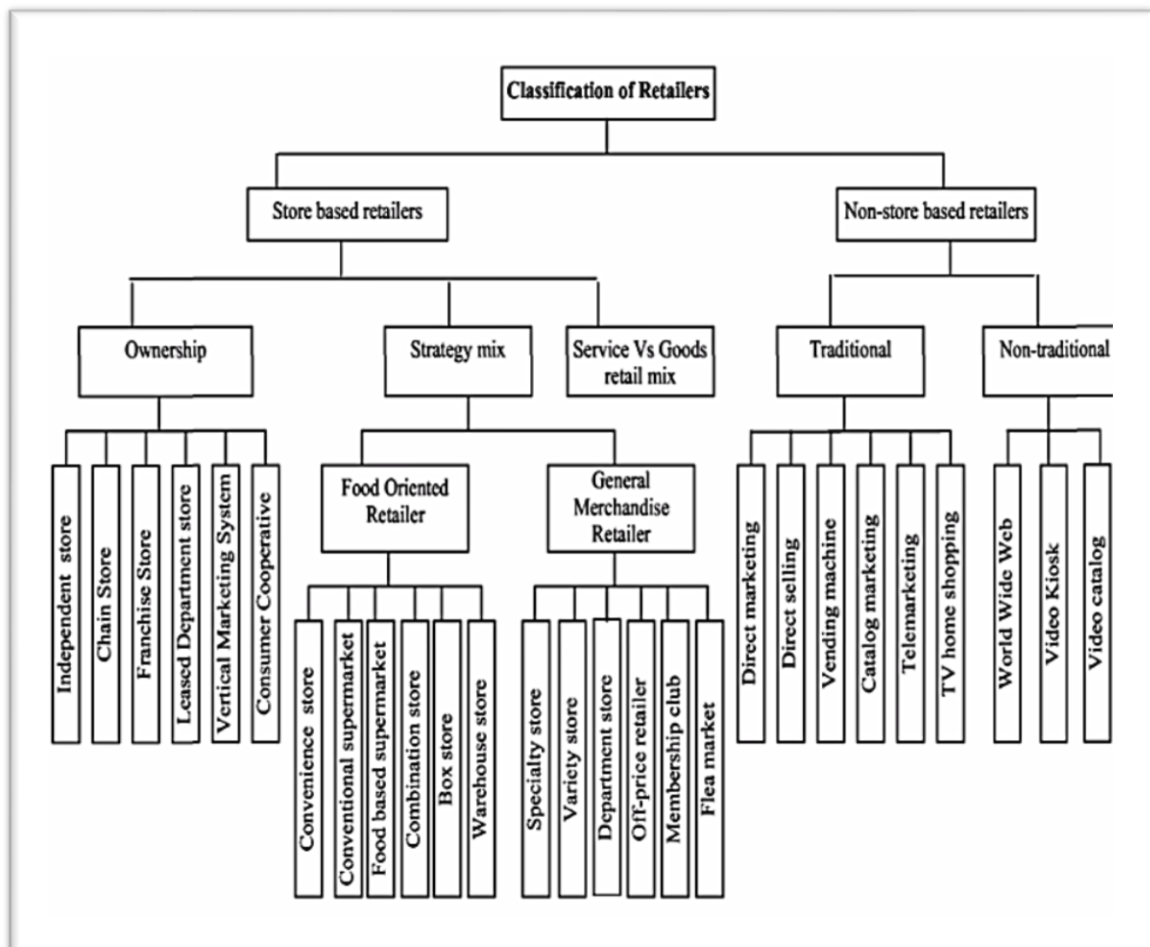 Classification of Retailers
Store based retailers
Non-store based retailers
Ownership
Strategy mix
Service Vs Goods
retail mix
Traditional
Non-traditional
Independent store
Chain Store
Franchise Store
Leased Department store
Vertical Marketing System
Consumer Cooperative
Food Oriented
Retailer
General
Merchandise
Retailer
Direct marketing
Direct selling
Vending machine
Catalog marketing
Telemarketing
TV home shopping
World Wide Web
Video Kiosk
Video catalog
Convenience store
Conventional supermarket
Food based supermarket
Combination store
Box store
Warehouse store
Specialty store
Variety store
Department store
Off-price retailer
Membership club
Flea market